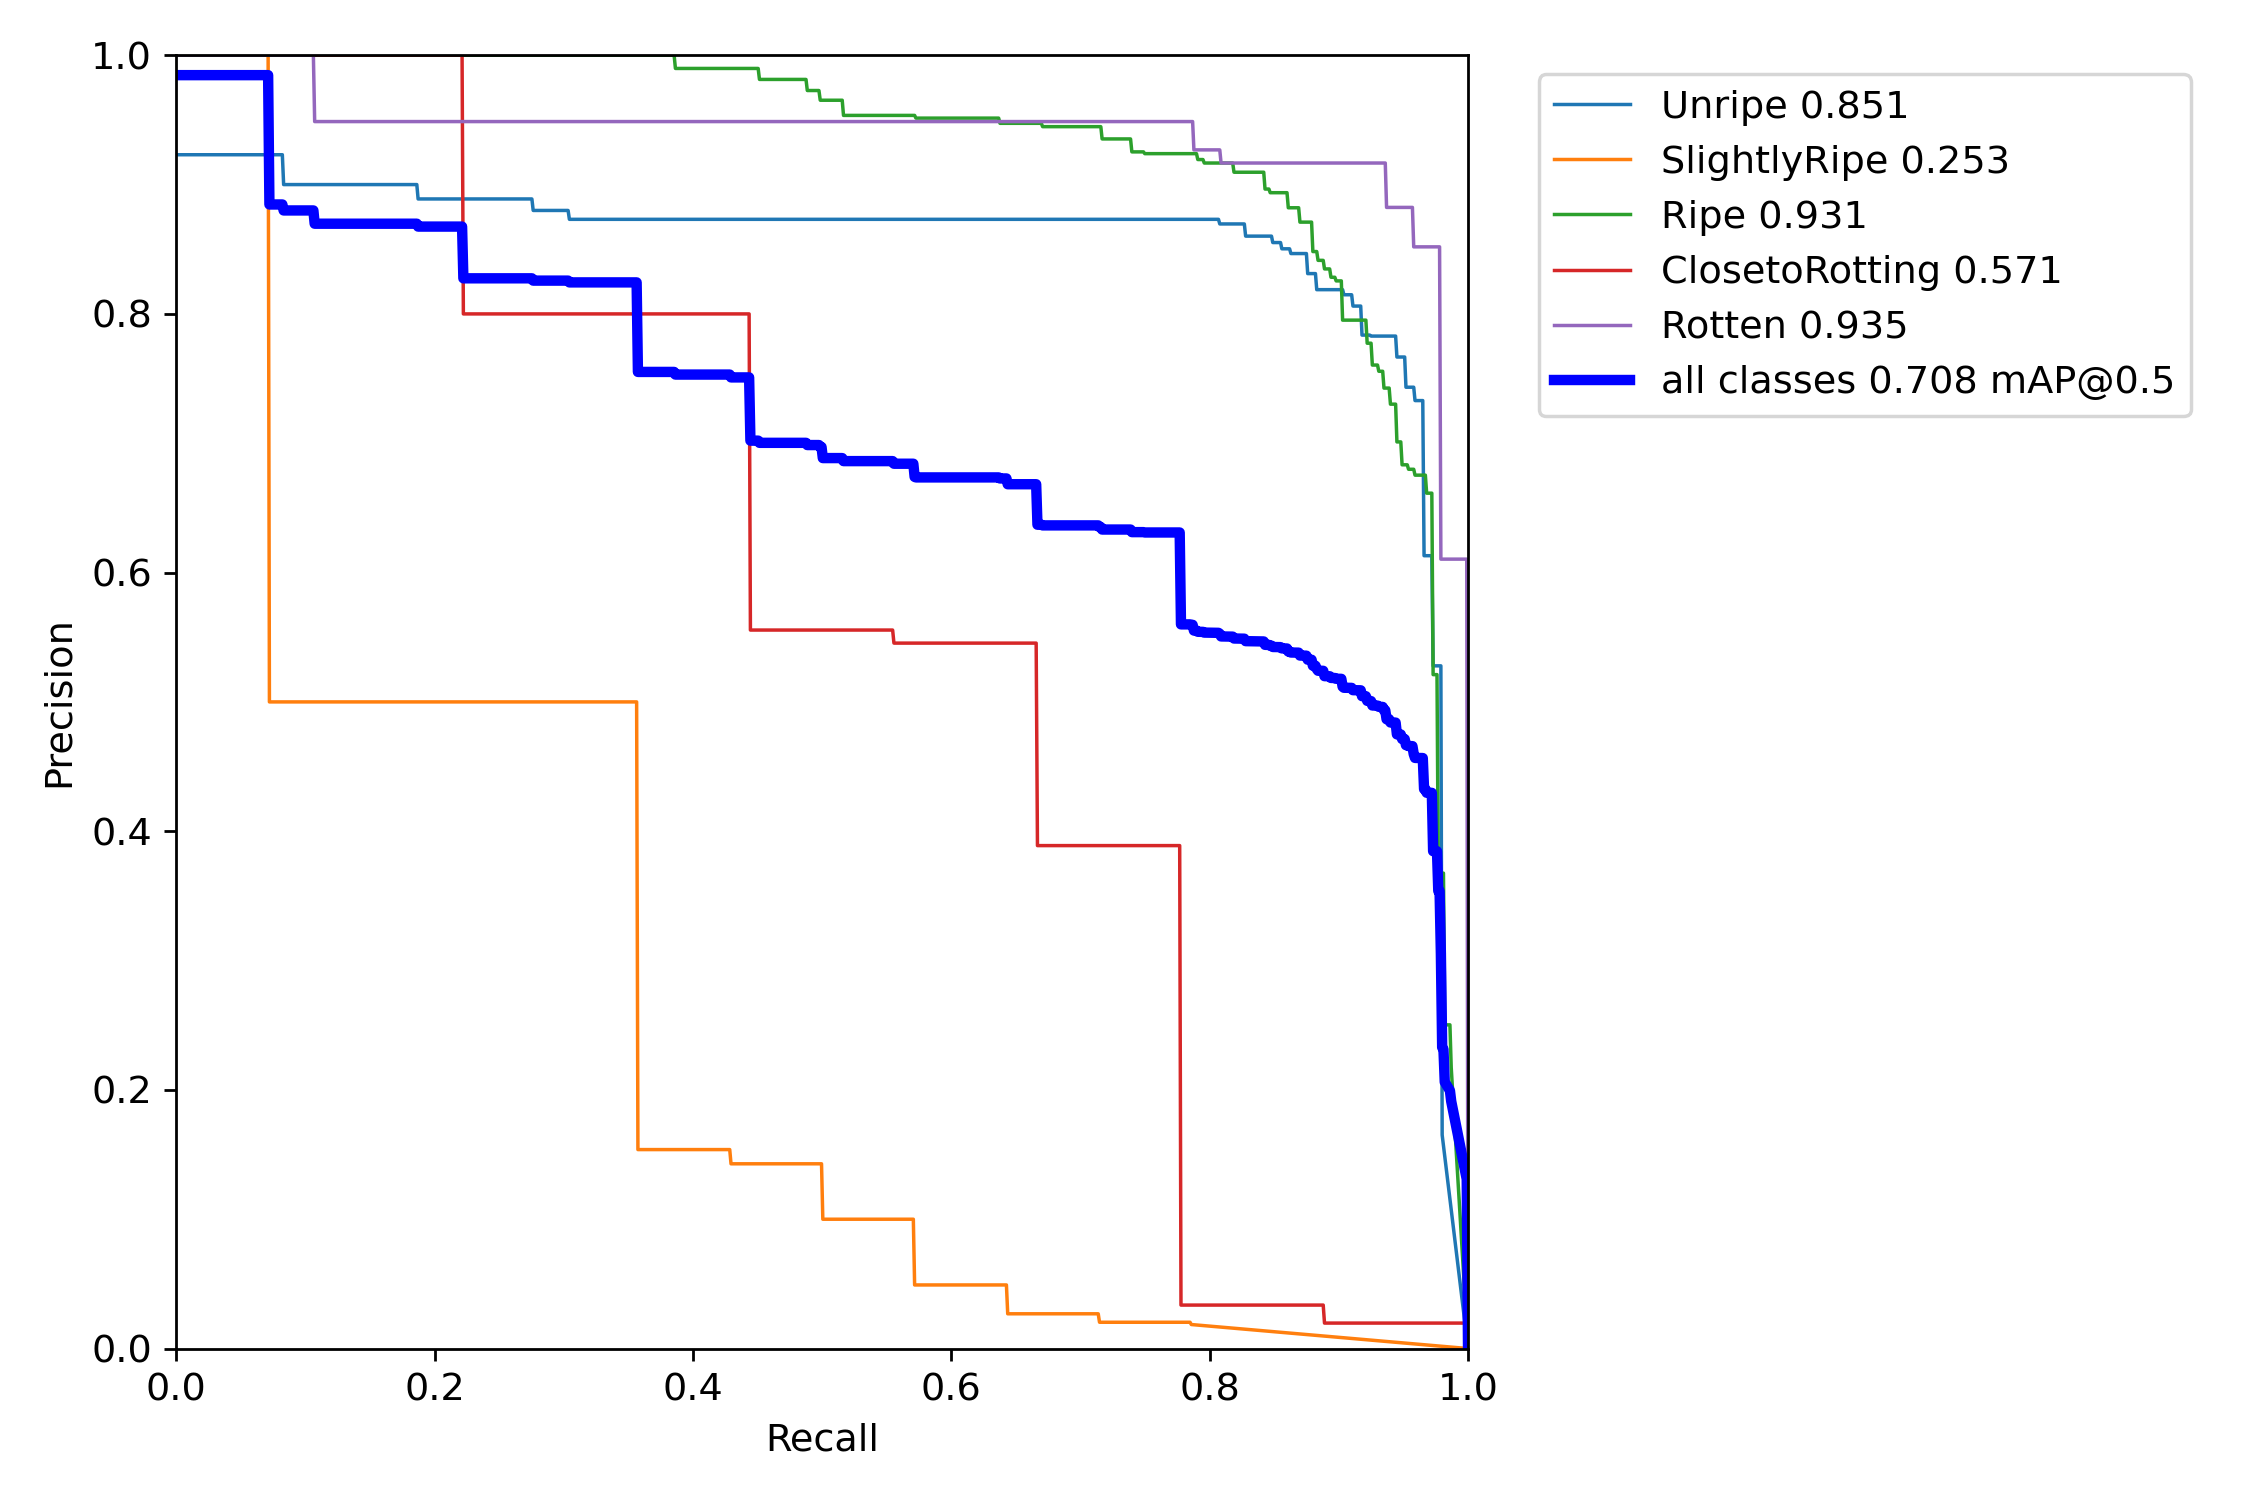 1.0
0.8
0.6
0.4
0.2
0.0
Precision
0.0 0.2 0.4 0.6 0.8 1.0
Recall
Unripe 0.851
SlightlyRipe 0.253
Ripe 0.931
ClosetoRotting 0.571
Rotten 0.935
all classes 0.708 mAP@0.5